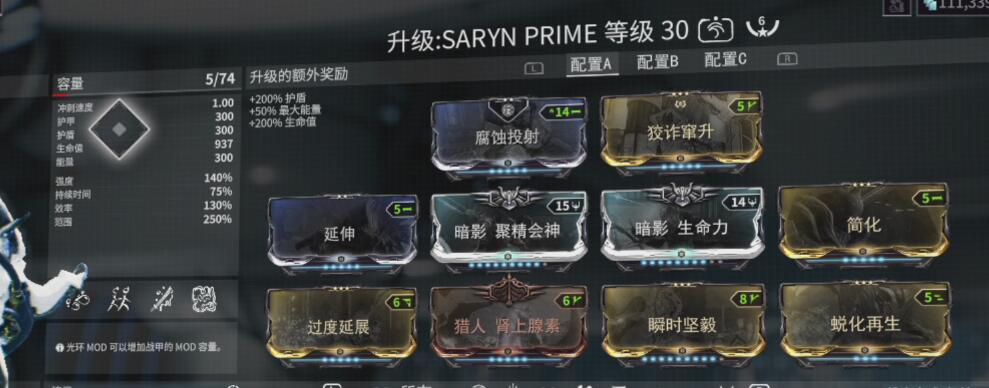 111,339
升级:SARYN PRIME 等级 30 6
L 配置A 配置B 配置C R
容量 5/74
冲刺速度 1.00
护甲 300
护盾 300
生命值 937
能量 300
强度 140%
持续时间 75%
效率 130%
范围 250%
升级的额外奖励
+200% 护盾
+50% 最大能量
+200% 生命值
14 腐蚀投射
5 狡诈窜升
5 延伸
15 暗影 聚精会神
14 暗影 生命力
5 简化
6 过度延展
6 猎人 肾上腺素
8 瞬时坚毅
5 蜕化再生
光环 MOD 可以增加战甲的 MOD 容量。